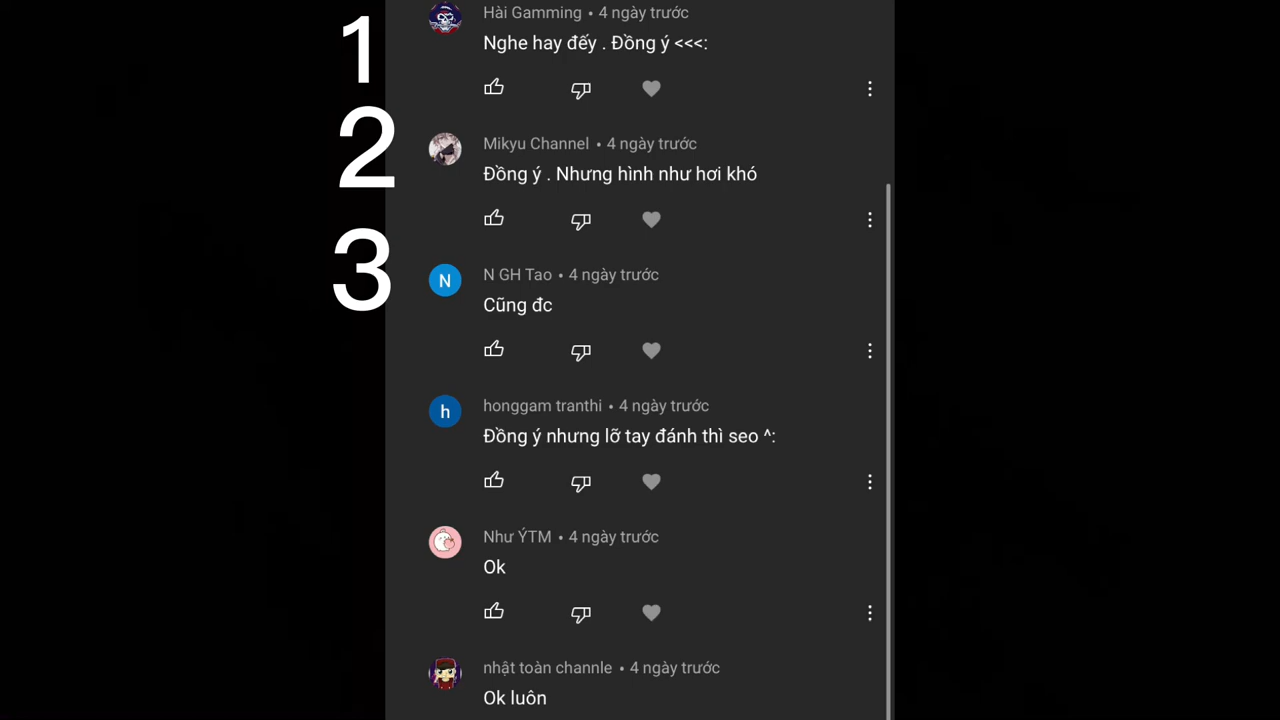 1
Hài Gamming • 4 ngày trước
Nghe hay đếy . Đồng ý <<<:
2
Mikyu Channel • 4 ngày trước
Đồng ý . Nhưng hình như hơi khó
3
N
N GH Tao • 4 ngày trước
Cũng đc
h
honggam tranthi • 4 ngày trước
Đồng ý nhưng lỡ tay đánh thì seo ^:
Như ÝTM • 4 ngày trước
Ok
nhật toàn channle • 4 ngày trước
Ok luôn